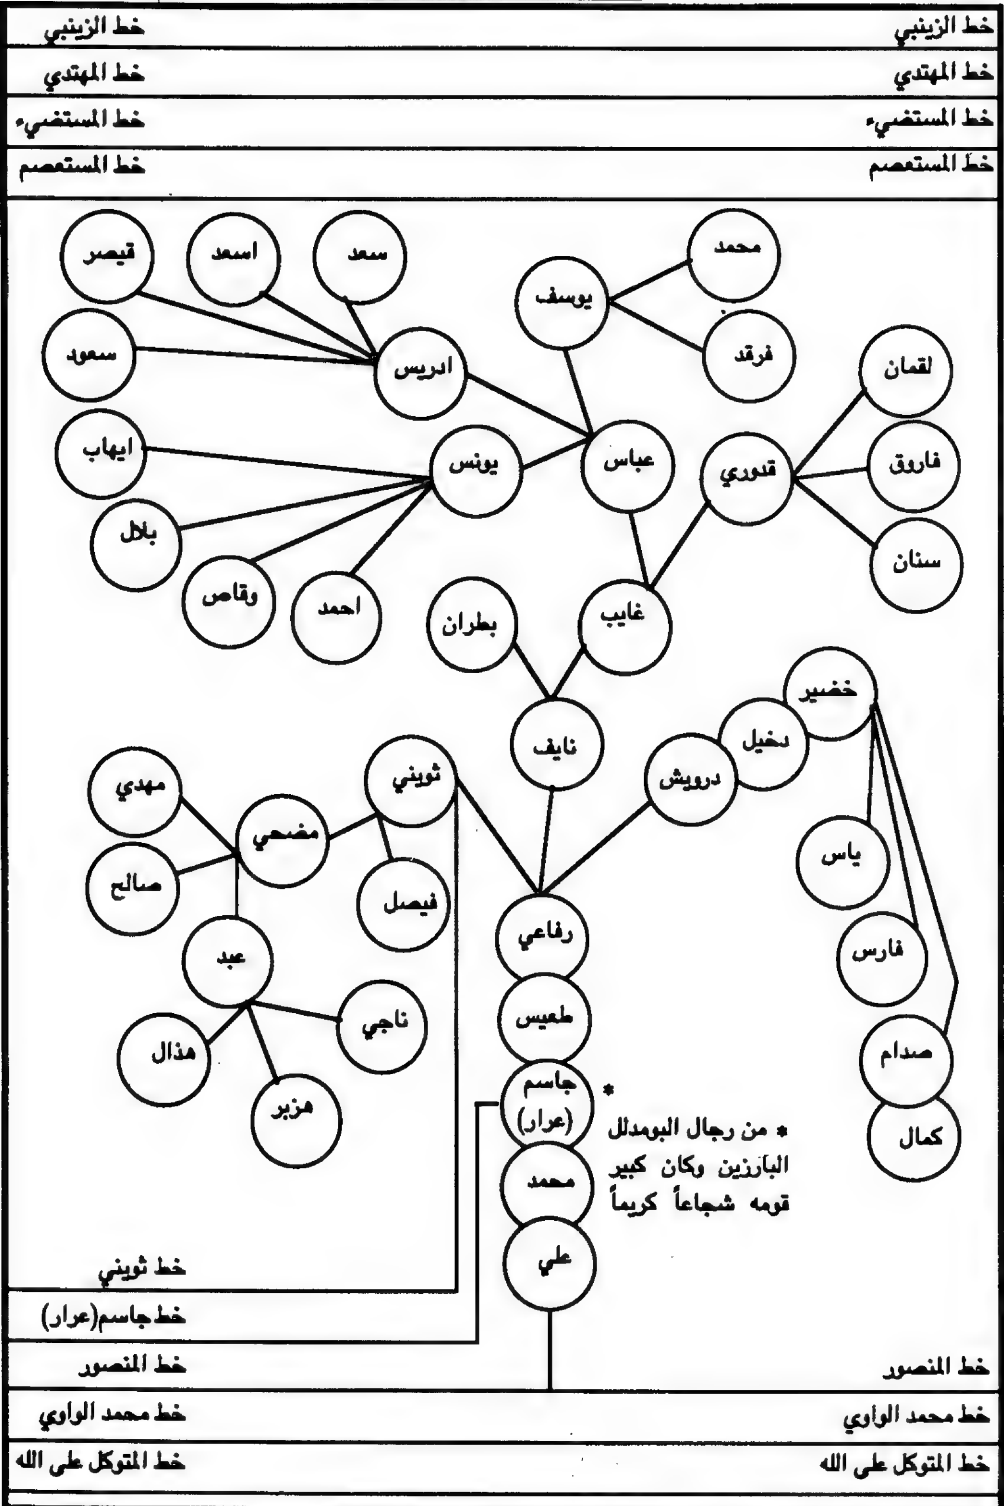 خط الزينبي خط الزينبي
خط المهتدي خط المهتدي
خط المستضيء خط المستضيء
خط المستعصم خط المستعصم
محمد
سعد
اسعد
قيصر
يوسف
فرقد
سعود
ادريس
لقمان
ايهاب
يونس
عباس
قدوري
فاروق
بلال
سنان
وقاص
احمد
بطران
غايب
خضير
دخيل
درويش
نايف
ثويني
مهدي
مضحي
صالح
فيصل
ياس
رفاعي
فارس
عبد
طعيس
ناجي
هذال
هزبر
صدام
كمال
جاسم
(عرار)
*
* من رجال البومدلل
البارزين وكان كبير
قومه شجاعاً كريماً
محمد
علي
خط ثويني
خط جاسم(عرار)
خط المنصور خط المنصور
خط محمد الواوي خط محمد الواوي
خط المتوكل على الله خط المتوكل على الله